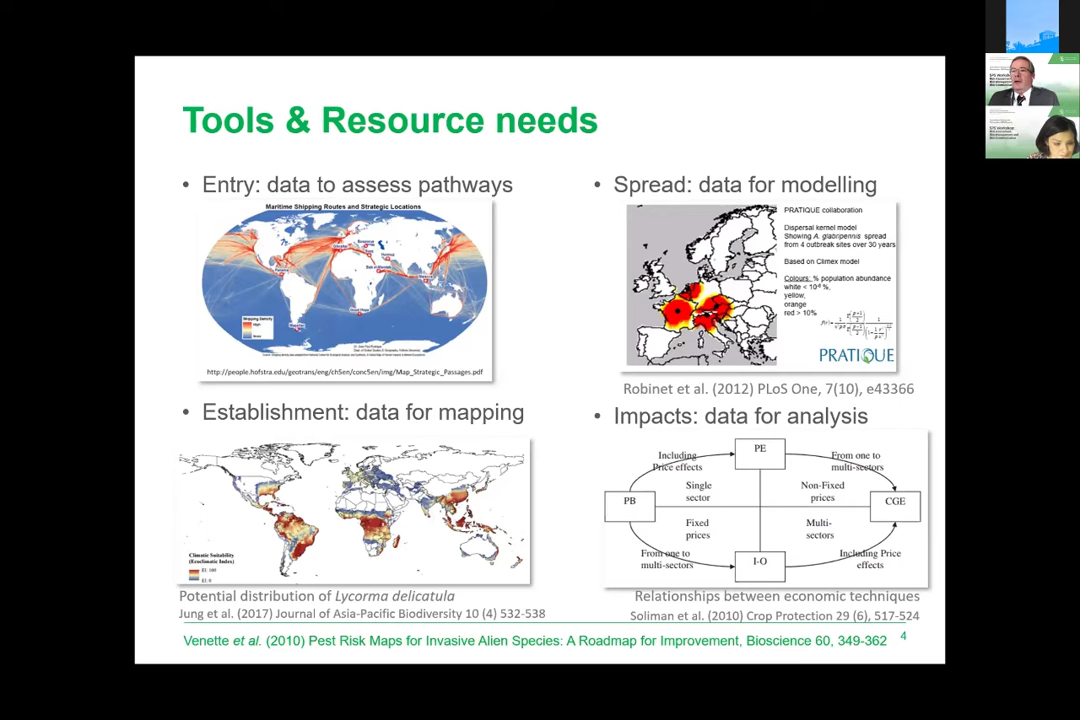 Tools & Resource needs
• Entry: data to assess pathways
Maritime Shipping Routes and Strategic Locations
Shipping Density
High
http://people.hofstra.edu/geotrans/eng/ch5en/conc5en/img/Map_Strategic_Passages.pdf
• Spread: data for modelling
PRATIQUE collaboration
Dispersal kernel model
Showing A. glabripennis spread
from 4 outbreak sites over 30 years
Based on Climex model
Colours: % population abundance
white < 10⁻⁶ %,
yellow,
orange
red > 10%
PRATIQUE
Robinet et al. (2012) PLoS One, 7(10), e43366
• Establishment: data for mapping
Climatic Suitability
(Ecoclimatic Index)
EI: 100
EI: 0
Potential distribution of Lycorma delicatula
Jung et al. (2017) Journal of Asia-Pacific Biodiversity 10 (4) 532-538
• Impacts: data for analysis
PE
Including
Price effects
From one to
multi-sectors
Single
sector
Non-Fixed
prices
PB
CGE
Fixed
prices
Multi-
sectors
From one to
multi-sectors
I-O
Including Price
effects
Relationships between economic techniques
Soliman et al. (2010) Crop Protection 29 (6), 517-524
Venette et al. (2010) Pest Risk Maps for Invasive Alien Species: A Roadmap for Improvement, Bioscience 60, 349-362
4